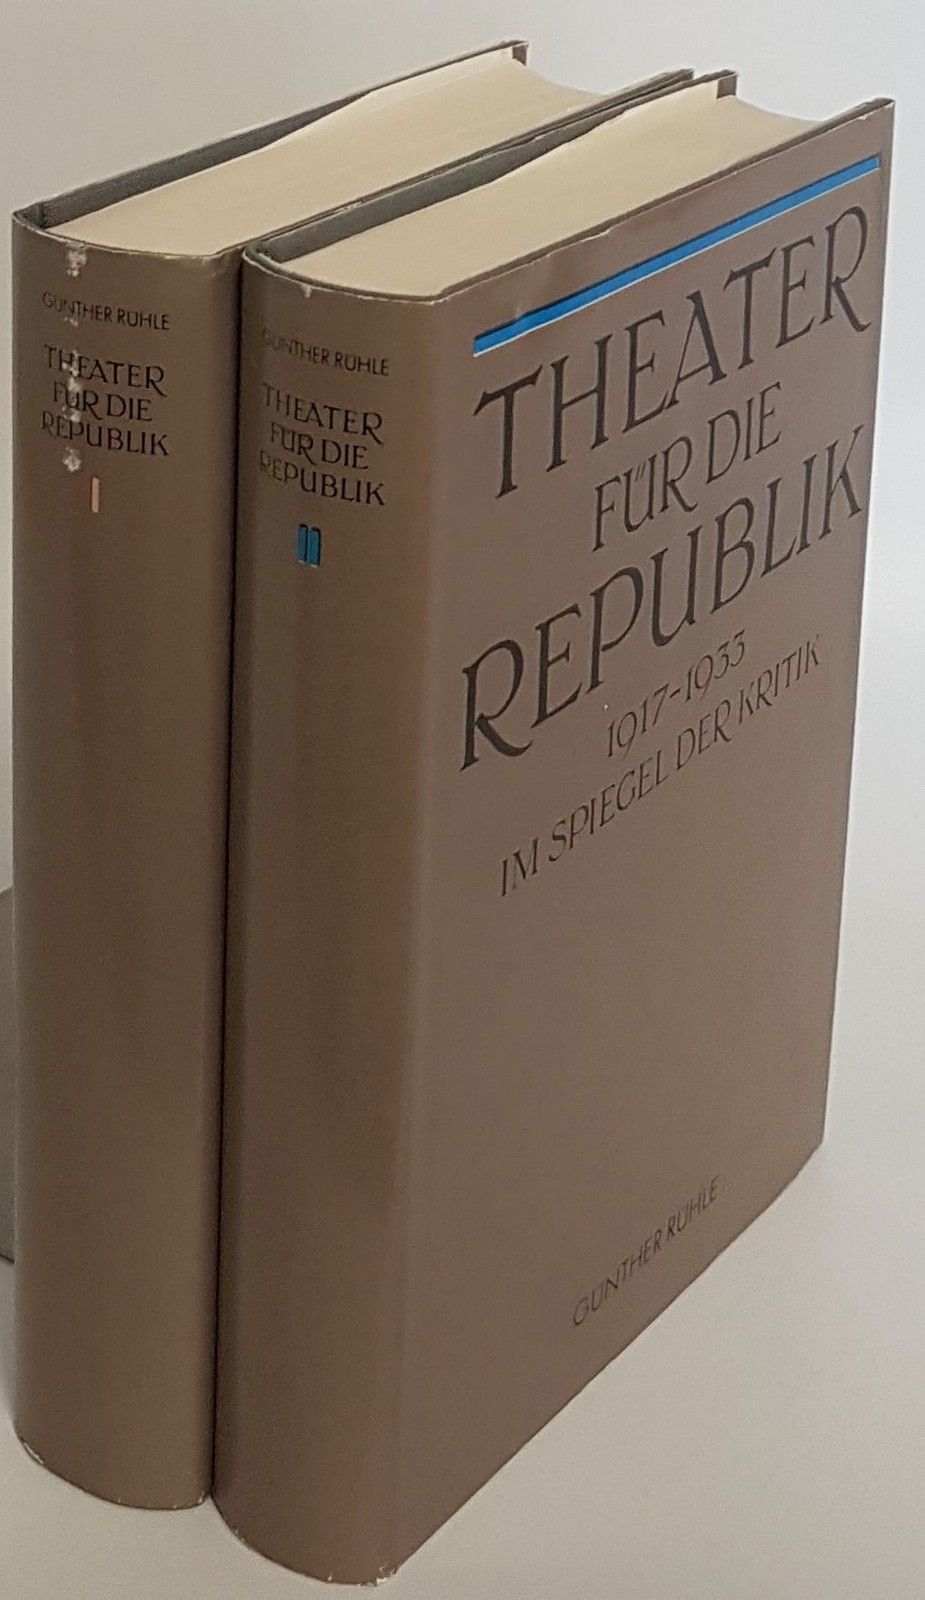 GÜNTHER RÜHLE
THEATER
FÜR DIE
REPUBLIK
I
GÜNTHER RÜHLE
THEATER
FÜR DIE
REPUBLIK
II
THEATER
FÜR DIE
REPUBLIK
1917-1933
IM SPIEGEL DER KRITIK
GÜNTHER RÜHLE